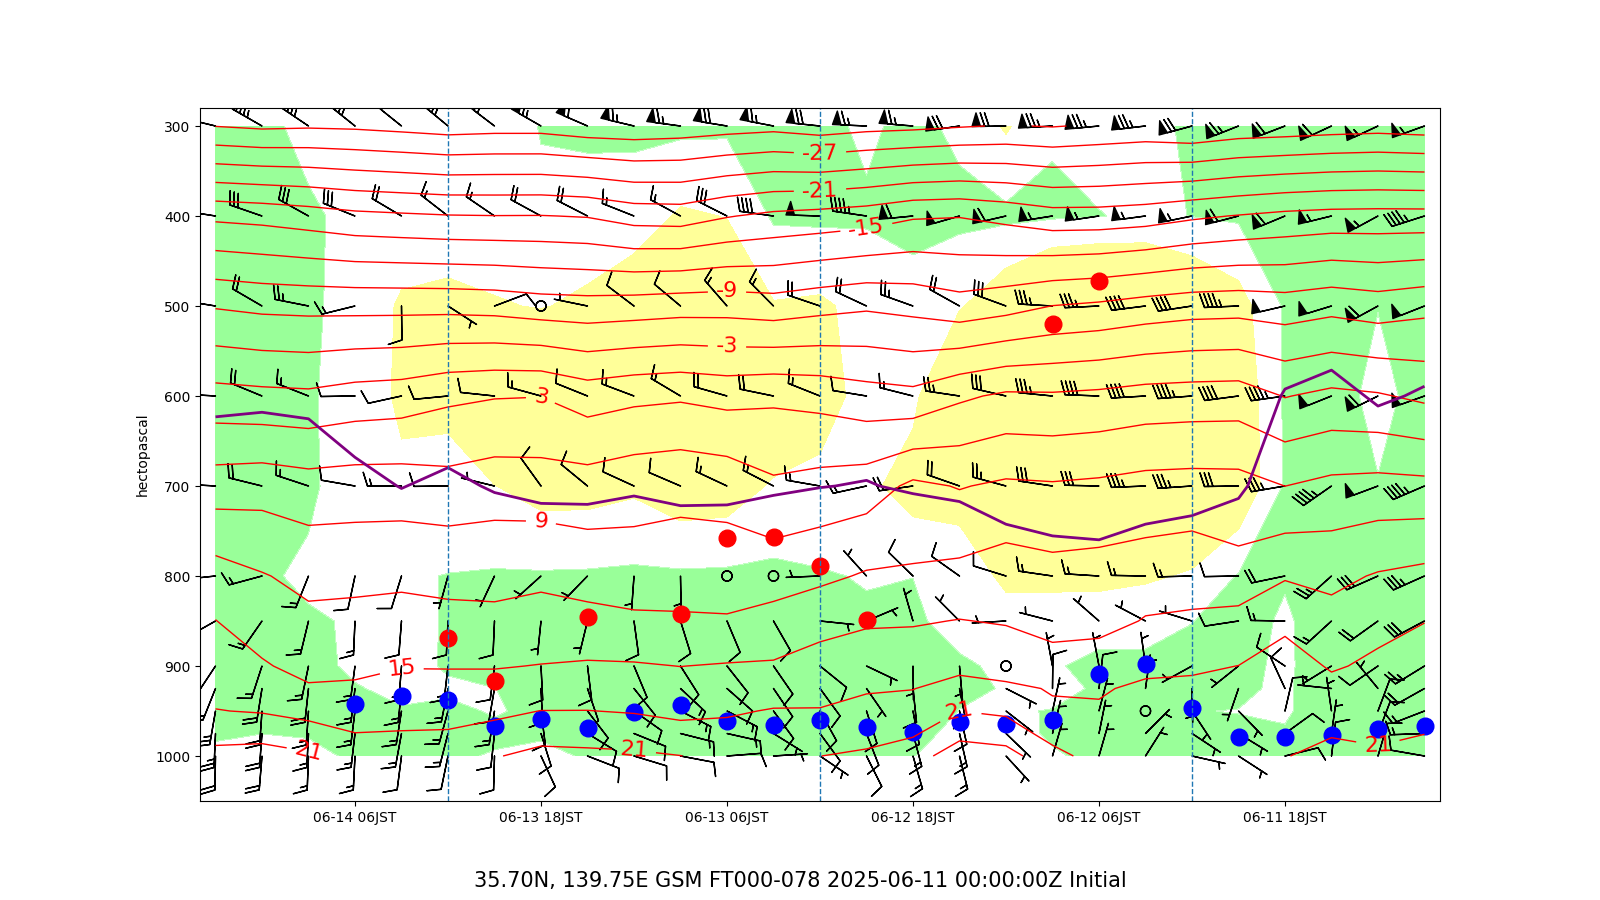 300
400
500
600
700
800
900
1000
hectopascal
-27
-21
-15
-9
-3
3
9
15
21
21
21
21
06-14 06JST
06-13 18JST
06-13 06JST
06-12 18JST
06-12 06JST
06-11 18JST
35.70N, 139.75E GSM FT000-078 2025-06-11 00:00:00Z Initial